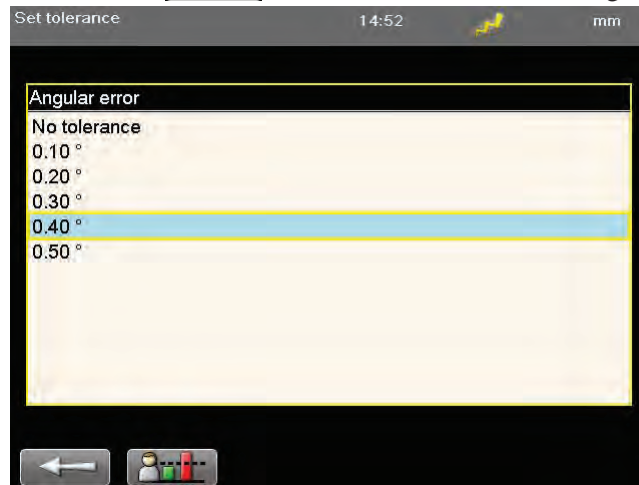 Set tolerance 14:52 mm
Angular error
No tolerance
0.10 °
0.20 °
0.30 °
0.40 °
0.50 °